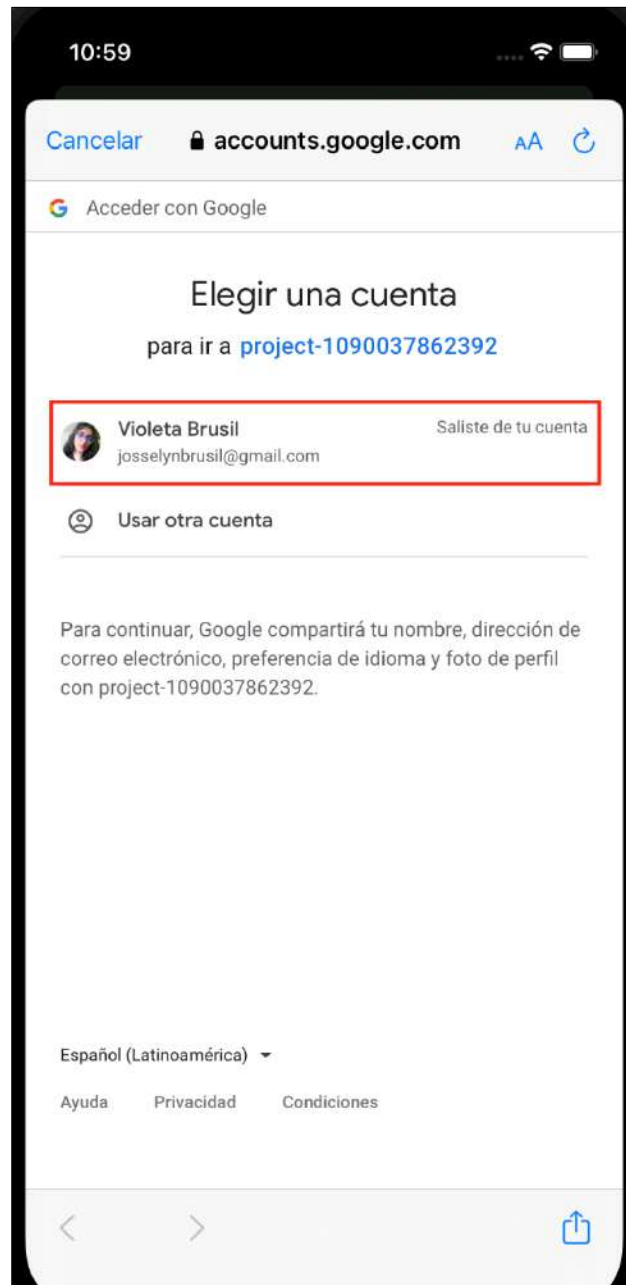 10:59
Cancelar accounts.google.com AA
Acceder con Google
Elegir una cuenta
para ir a project-1090037862392
Violeta Brusil Saliste de tu cuenta
josselynbrusil@gmail.com
Usar otra cuenta
Para continuar, Google compartirá tu nombre, dirección de
correo electrónico, preferencia de idioma y foto de perfil
con project-1090037862392.
Español (Latinoamérica)
Ayuda Privacidad Condiciones